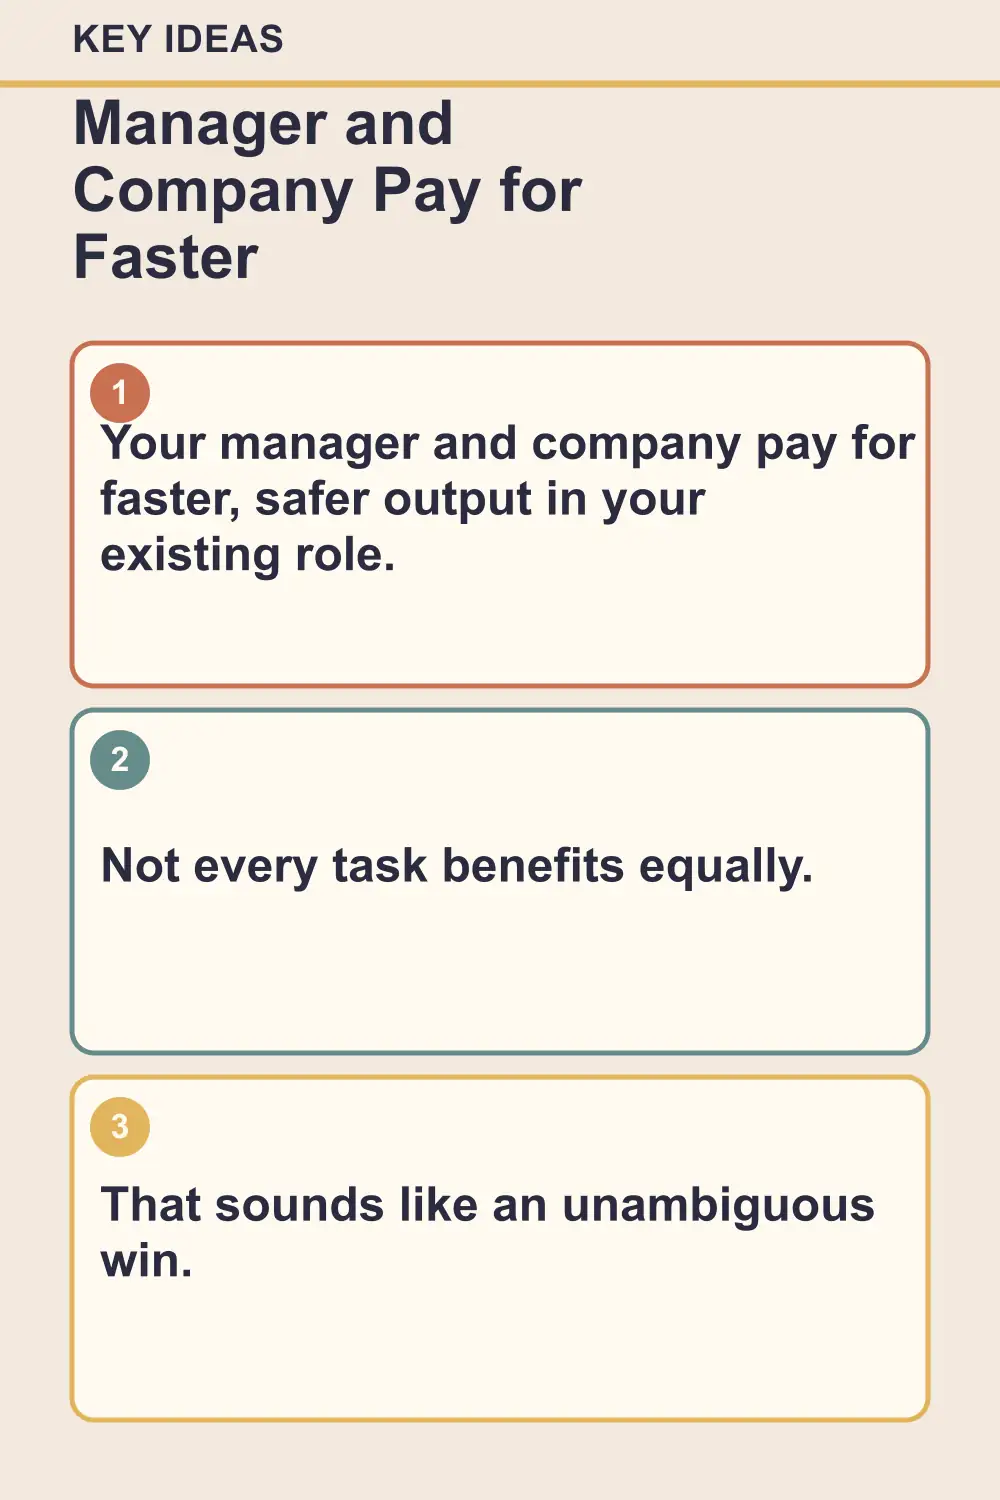 KEY IDEAS
Manager and
Company Pay for
Faster
1
Your manager and company pay for
faster, safer output in your
existing role.
2
Not every task benefits equally.
3
That sounds like an unambiguous
win.